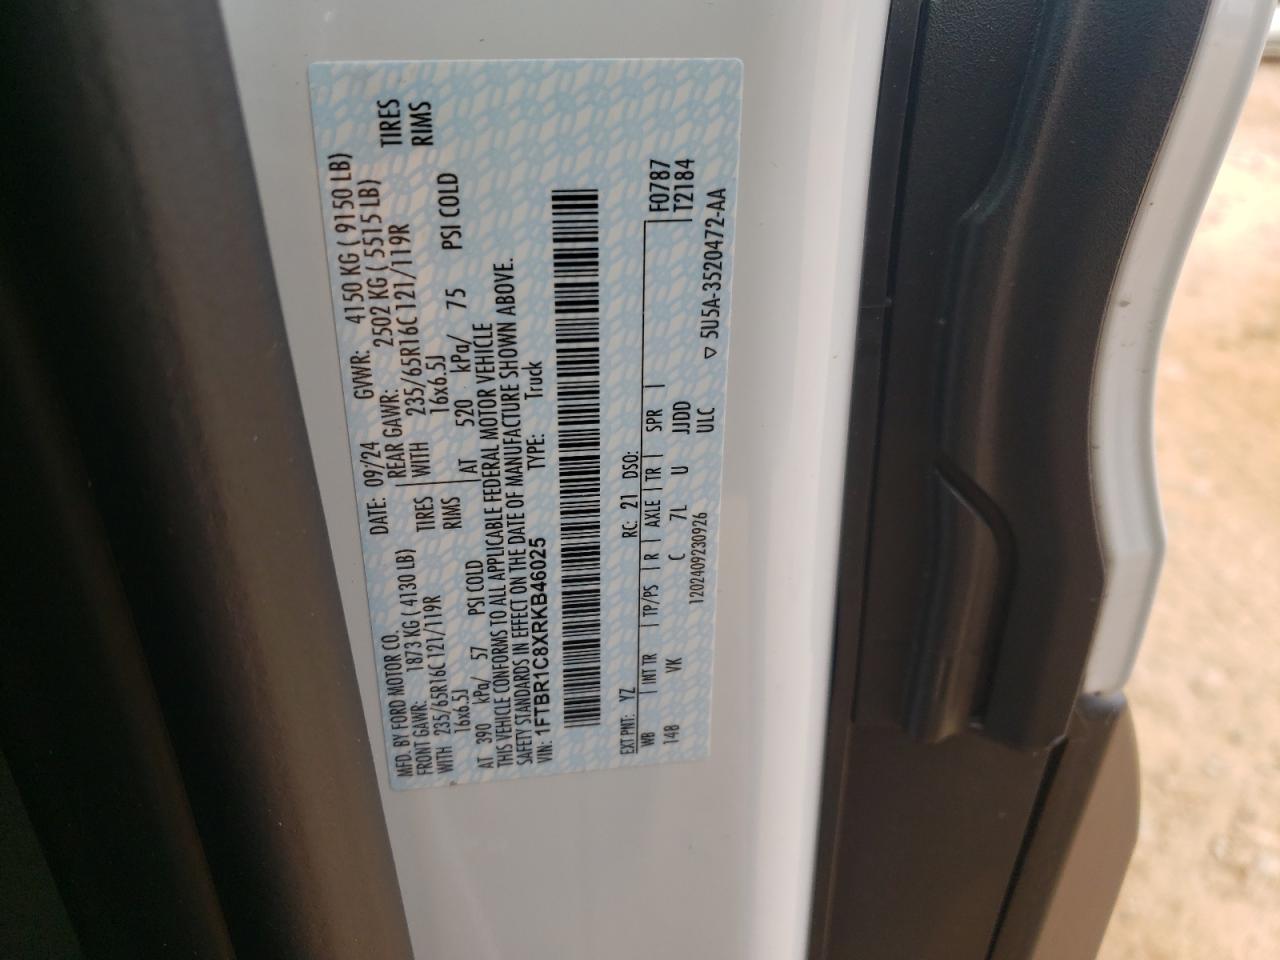 MFD. BY FORD MOTOR CO.
DATE: 09/24 GVWR: 4150 KG ( 9150 LB)
FRONT GAWR: 1873 KG ( 4130 LB) REAR GAWR: 2502 KG ( 5515 LB)
WITH 235/65R16C 121/119R TIRES WITH 235/65R16C 121/119R TIRES
16x6.5J RIMS 16x6.5J RIMS
AT 390 kPa/ 57 PSI COLD AT 520 kPa/ 75 PSI COLD
THIS VEHICLE CONFORMS TO ALL APPLICABLE FEDERAL MOTOR VEHICLE
SAFETY STANDARDS IN EFFECT ON THE DATE OF MANUFACTURE SHOWN ABOVE.
VIN: 1FTBR1C8XRKB46025 TYPE: Truck
EXT PNT: YZ RC: 21 DSO: F0787
WB INT TR TP/PS R AXLE TR SPR T2184
148 VK C 7L U JJDD
1202409230926 ULC ▽ 5U5A-3520472-AA